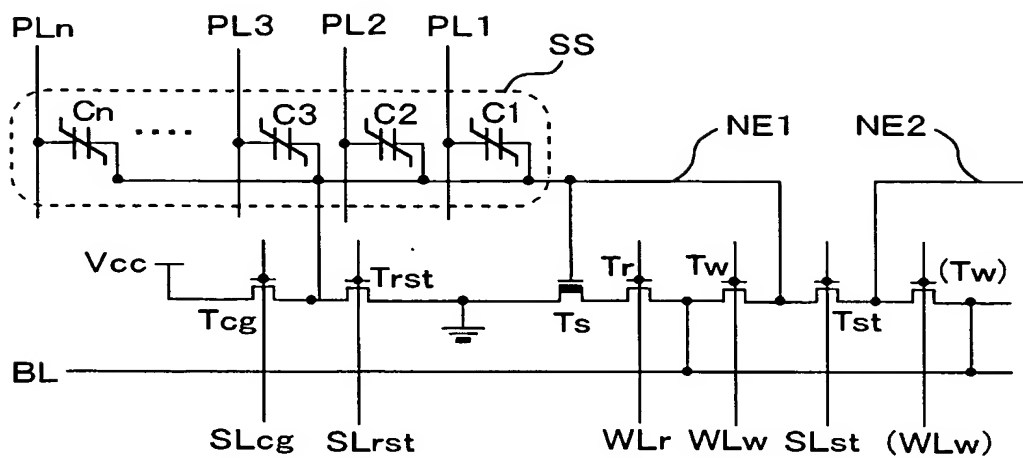 PLn PL3 PL2 PL1 SS
Cn C3 C2 C1
NE1 NE2
Vcc Trst Tr Tw (Tw)
Tcg Ts Tst
BL
SLcg SLrst WLr WLw SLst (WLw)